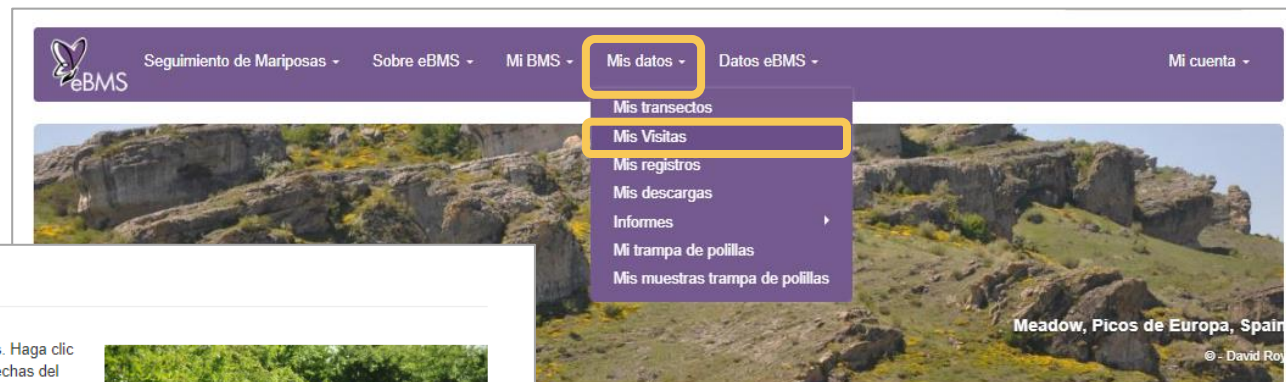 eBMS
Seguimiento de Mariposas
Sobre eBMS
Mi BMS
Mis datos
Datos eBMS
Mi cuenta
Mis transectos
Mis Visitas
Mis registros
Mis descargas
Informes
Mi trampa de polillas
Mis muestras trampa de polillas
Meadow, Picos de Europa, Spain
© - David Roy
s. Haga clic
echas del